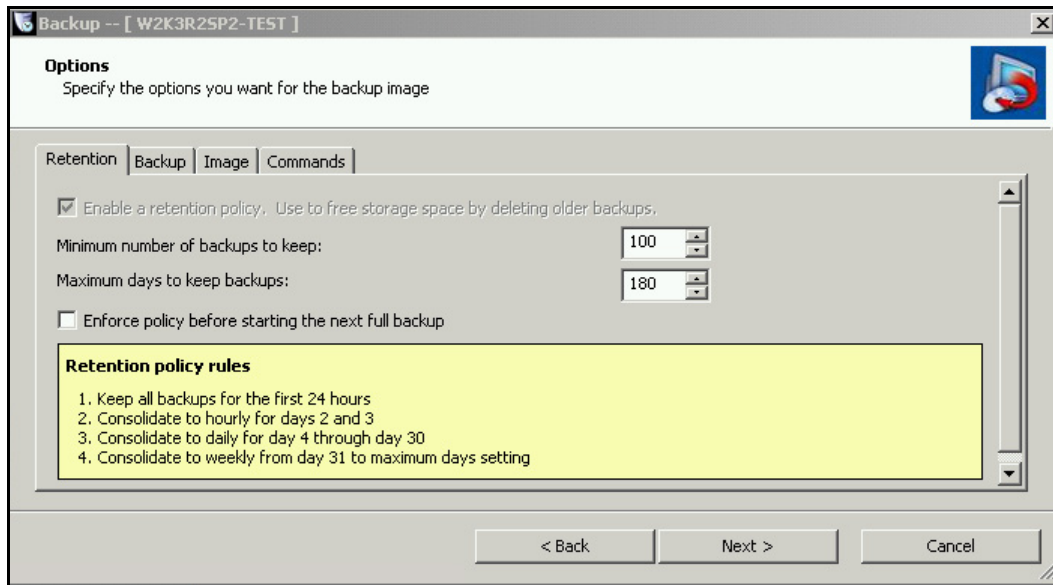 Backup -- [ W2K3R2SP2-TEST ]
Options
Specify the options you want for the backup image
Retention Backup Image Commands
Enable a retention policy. Use to free storage space by deleting older backups.
Minimum number of backups to keep: 100
Maximum days to keep backups: 180
Enforce policy before starting the next full backup
Retention policy rules
1. Keep all backups for the first 24 hours
2. Consolidate to hourly for days 2 and 3
3. Consolidate to daily for day 4 through day 30
4. Consolidate to weekly from day 31 to maximum days setting
< Back Next > Cancel